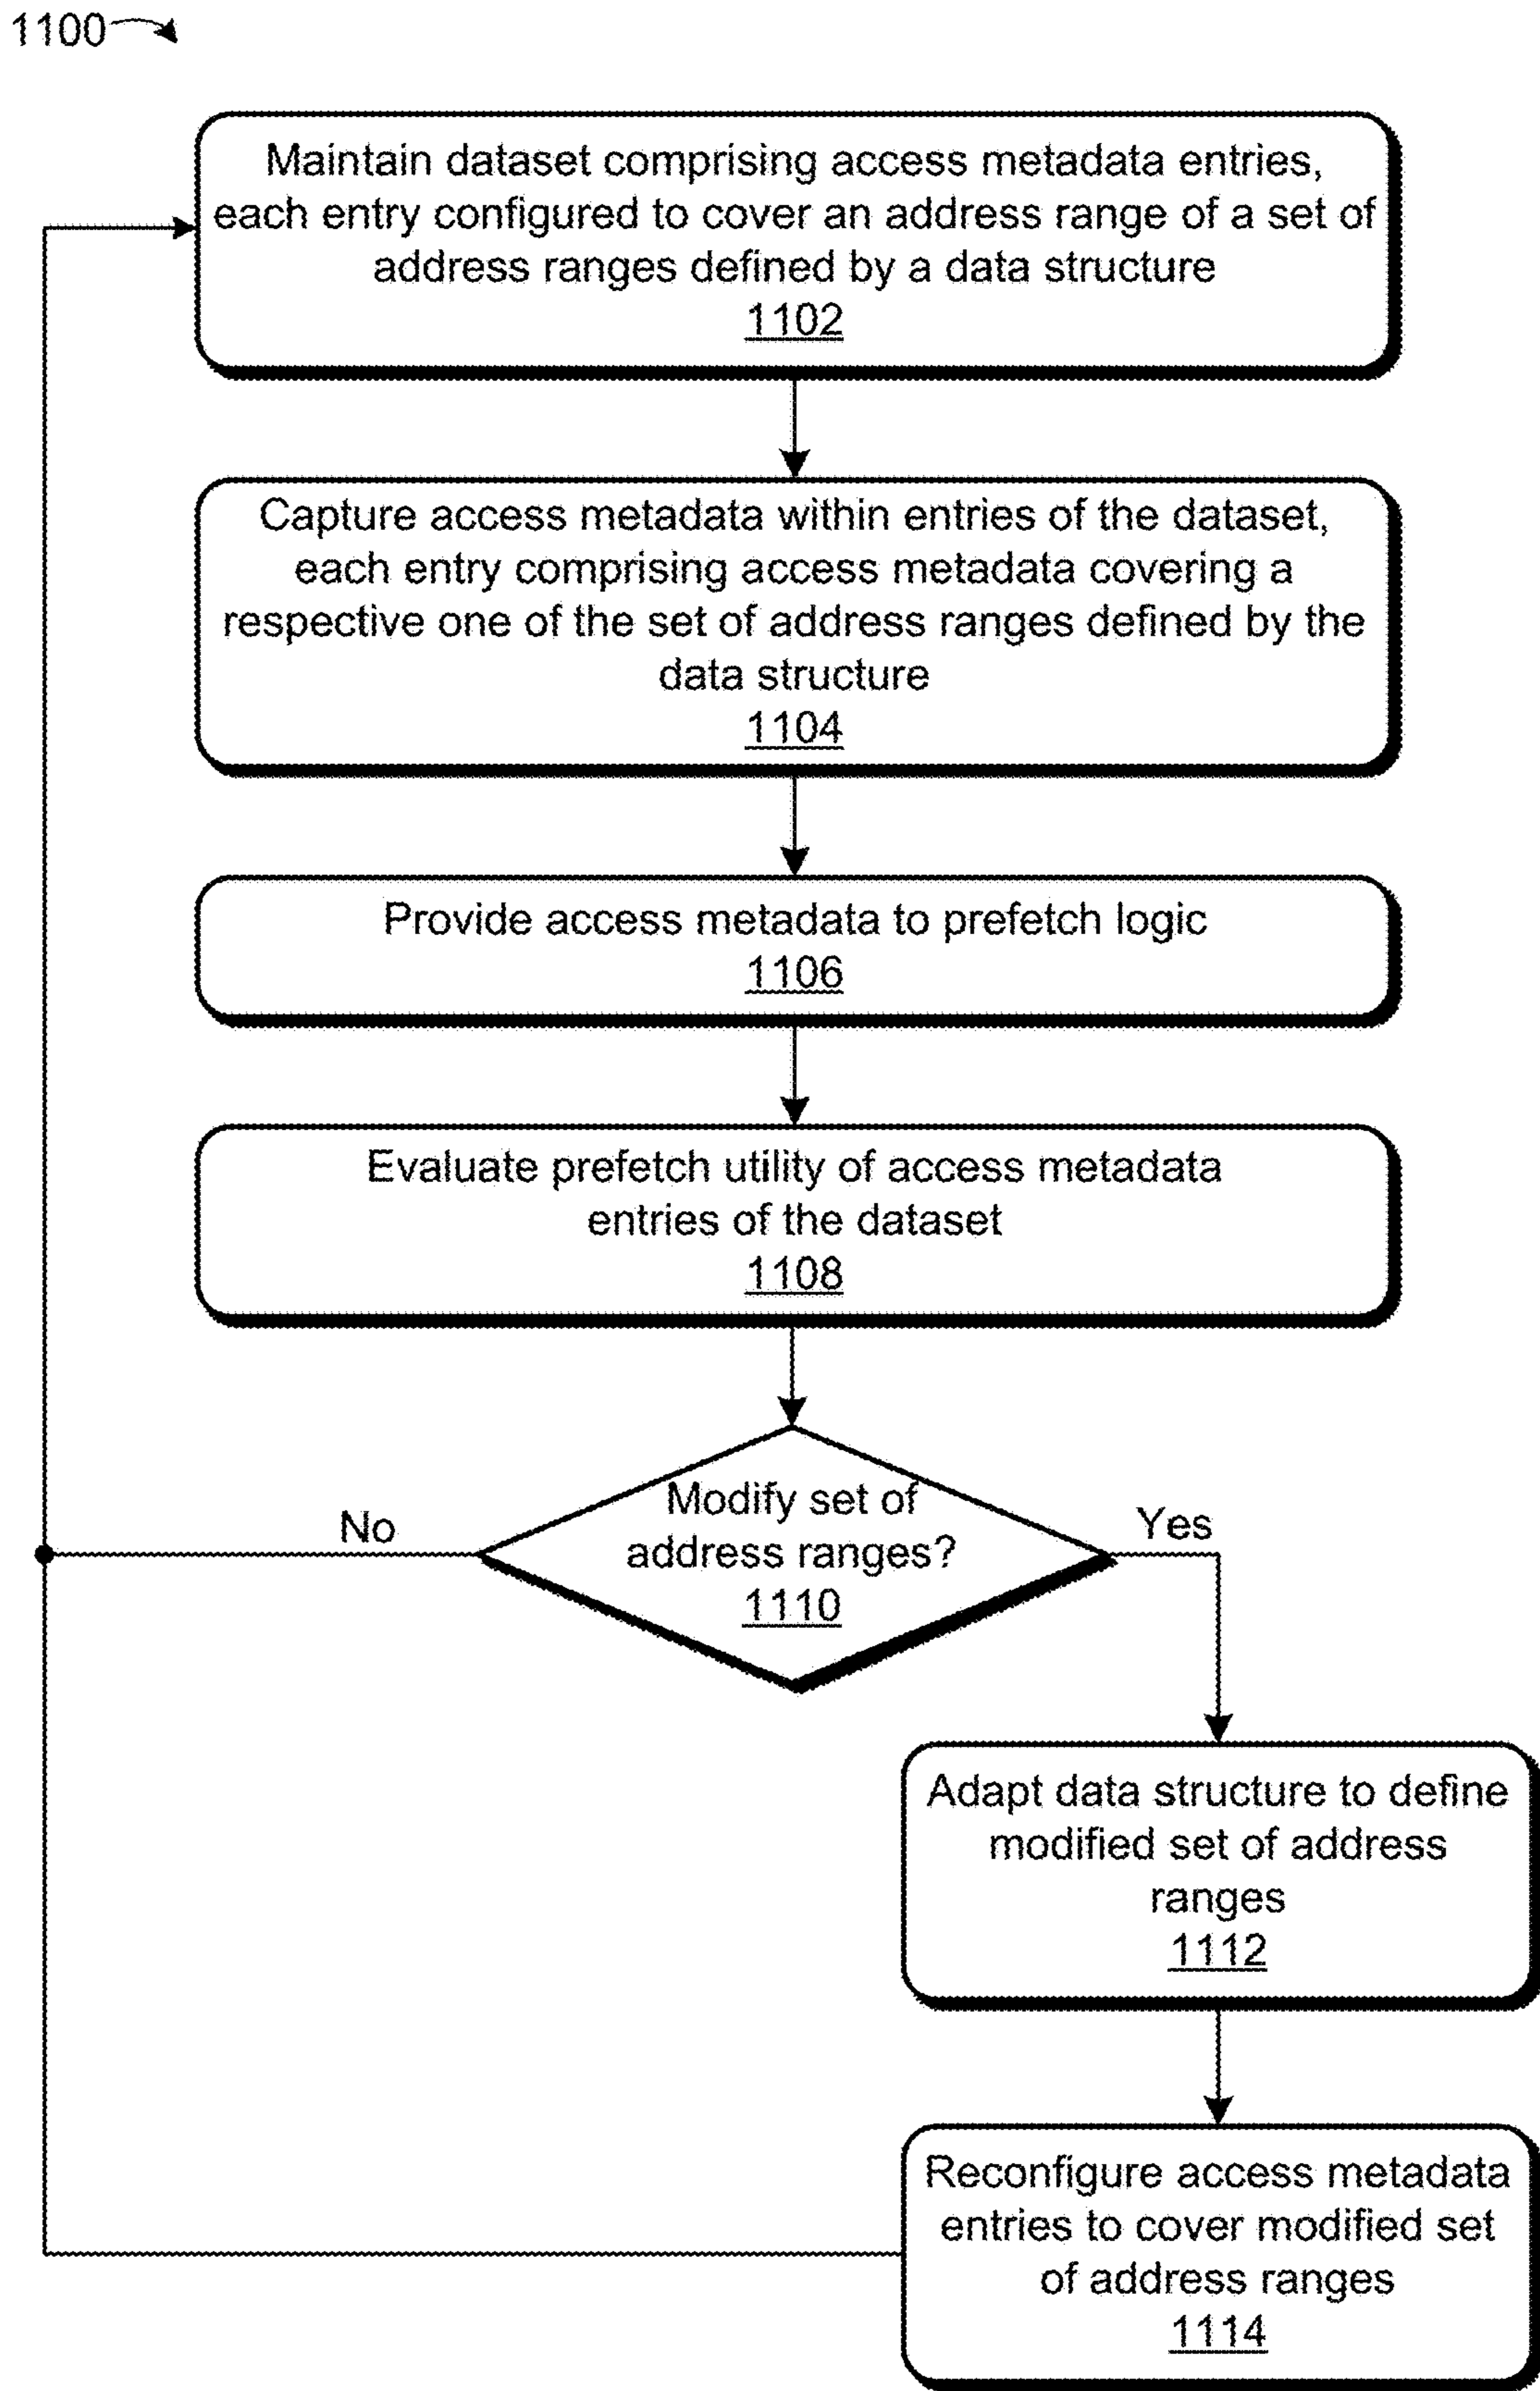 1100
Maintain dataset comprising access metadata entries,
each entry configured to cover an address range of a set of
address ranges defined by a data structure
1102
Capture access metadata within entries of the dataset,
each entry comprising access metadata covering a
respective one of the set of address ranges defined by the
data structure
1104
Provide access metadata to prefetch logic
1106
Evaluate prefetch utility of access metadata
entries of the dataset
1108
Modify set of
address ranges?
1110
No
Yes
Adapt data structure to define
modified set of address
ranges
1112
Reconfigure access metadata
entries to cover modified set
of address ranges
1114